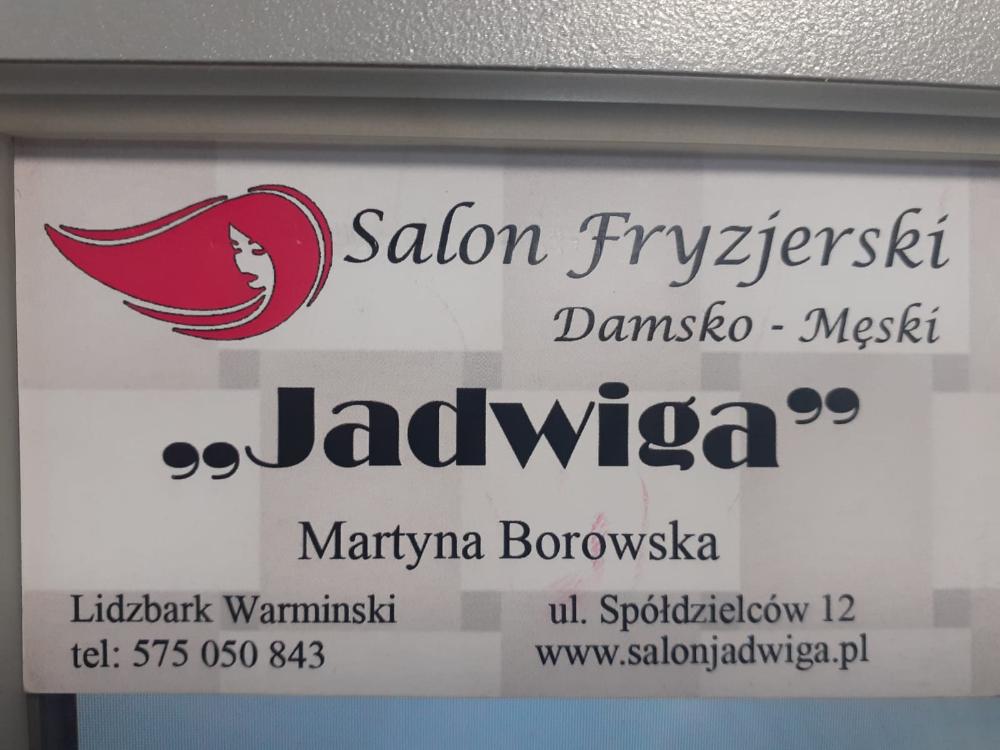 Salon Fryzjerski
Damsko - Męski
„Jadwiga”
Martyna Borowska
Lidzbark Warminski
tel: 575 050 843
ul. Spółdzielców 12
www.salonjadwiga.pl